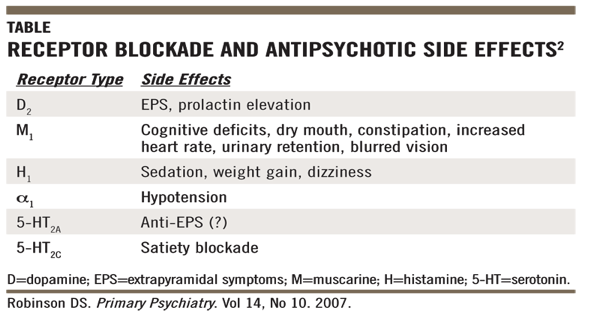 TABLE
RECEPTOR BLOCKADE AND ANTIPSYCHOTIC SIDE EFFECTS²
Receptor Type Side Effects
D₂ EPS, prolactin elevation
M₁ Cognitive deficits, dry mouth, constipation, increased
heart rate, urinary retention, blurred vision
H₁ Sedation, weight gain, dizziness
α₁ Hypotension
5-HT₂A Anti-EPS (?)
5-HT₂C Satiety blockade
D=dopamine; EPS=extrapyramidal symptoms; M=muscarine; H=histamine; 5-HT=serotonin.
Robinson DS. Primary Psychiatry. Vol 14, No 10. 2007.